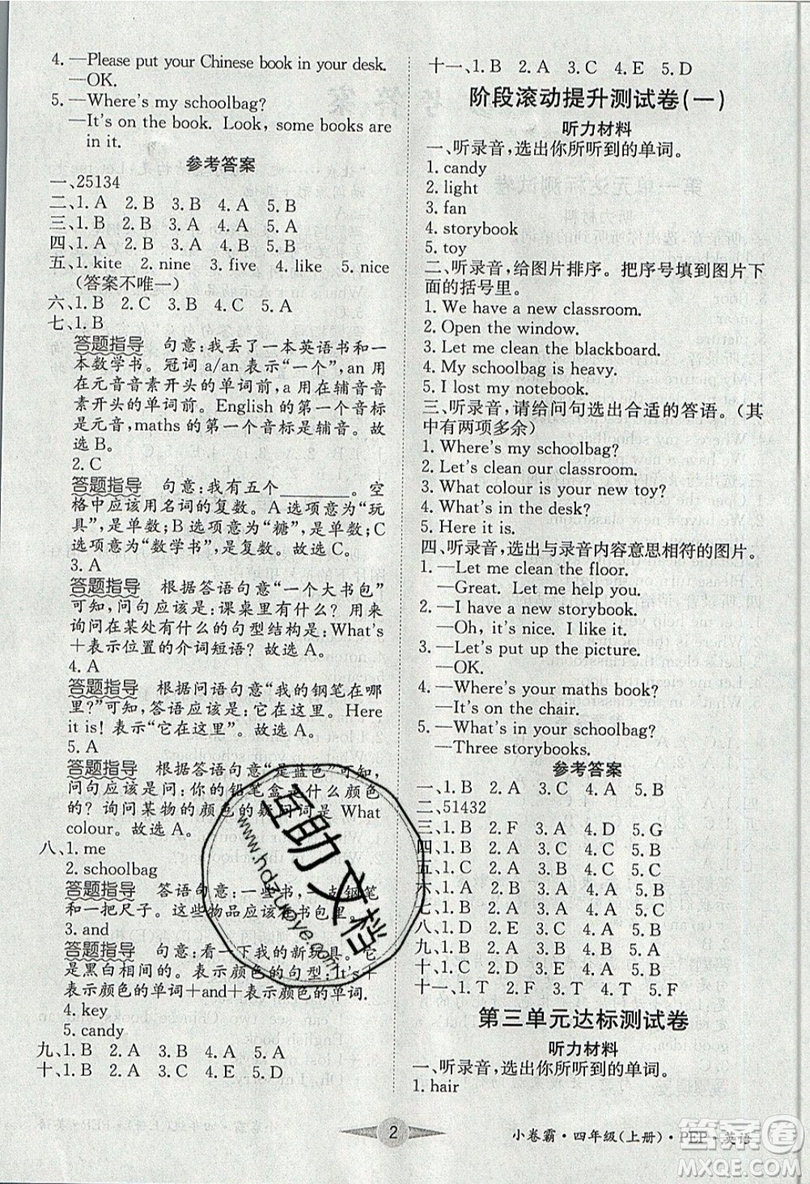 4. —Please put your Chinese book in your desk.
—OK.
5. —Where's my schoolbag?
—It's on the book. Look, some books
are in it.
参考答案
一、25134
二、1. A　2. B　3. B　4. A　5. B
三、1. B　2. A　3. B　4. A　5. B
四、1. A　2. B　3. B　4. B　5. A
五、1. kite　2. nine　3. five　4. like　5. nice
(答案不唯一)
六、1. B　2. C　3. B　4. C　5. A
七、1. B
答题指导　句意:我丢了一本英语书和一
本数学书。冠词 a/an 表示“一个”,an 用
在元音音素开头的单词前,a 用在辅音音
素开头的单词前。English 的第一个音标
是元音,maths 的第一个音标是辅音。故
选 B。
2. C
答题指导　句意:我有五个________。空
格中应该用名词的复数。A 选项意为“玩
具”,应该是 toys;B 选项意为“糖”,单数;C
选项意为“数学书”,是复数。故选 C。
3. A
答题指导　根据答语句意“一个大书包”
可知,问句应该是:课桌里有什么? 用来
询问在某处有什么的句型结构是:What's
＋表示位置的介词短语? 故选 A。
4. A
答题指导　根据问语句意“我的钢笔在哪
里?”可知,答语应该是:它在这里。Here
it is! 表示“它在这里”。故选 A。
5. A
答题指导　根据答语句意“是蓝色”可知,
问句应该是:你的铅笔盒是什么颜色
的? 询问某物的颜色的疑问词是 What
colour。故选 A。
八、1. me
2. schoolbag
答题指导　答语句意:一些书,一支钢笔
和一把尺子。这些物品应该在书包里。
3. and
答题指导　句意:看一下我的新玩具。它
是黑白相间的。表示颜色的句型:It's＋
表示颜色的单词＋and＋表示颜色的单词.
4. key
5. candy
九、1. B　2. B　3. A　4. A　5. A
十、1. B　2. B　3. A　4. B　5. A
十一、1. B　2. A　3. C　4. E　5. D
阶段滚动提升测试卷(一)
听力材料
一、听录音,选出你所听到的单词。
1. candy
2. light
3. fan
4. storybook
5. toy
二、听录音,给图片排序。把序号填到图片下
面的括号里。
1. We have a new classroom.
2. Open the window.
3. Let me clean the blackboard.
4. My schoolbag is heavy.
5. I lost my notebook.
三、听录音,请给问句选出合适的答语。(其
中有两项多余)
1. Where's my schoolbag?
2. Let's clean our classroom.
3. What colour is your new toy?
4. What's in the desk?
5. Here it is.
四、听录音,选出与录音内容意思相符的图片。
1. —Let me clean the floor.
—Great. Let me help you.
2. —I have a new storybook.
—Oh, it's nice. I like it.
3. —Let's put up the picture.
—OK.
4. —Where's your maths book?
—It's on the chair.
5. —What's in your schoolbag?
—Three storybooks.
参考答案
一、1. B　2. A　3. A　4. A　5. B
二、51432
三、1. B　2. F　3. A　4. D　5. G
四、1. B　2. B　3. A　4. B　5. A
五、1. C　2. C　3. A　4. C　5. B
六、1. A　2. B　3. A　4. A　5. B
七、1. A　2. A　3. B　4. B　5. A
八、1. D　2. B　3. A　4. E　5. C
九、1. B　2. B　3. A　4. A　5. B
十、1. C　2. E　3. D　4. A　5. B
十一、1. T　2. F　3. T　4. T　5. F
第三单元达标测试卷
听力材料
一、听录音,选出你所听到的单词。
1. hair
2
小卷霸・四年级(上册)・PEP・英语
互助文档
www.hdzuoye.com
答案圈
MXQE.COM